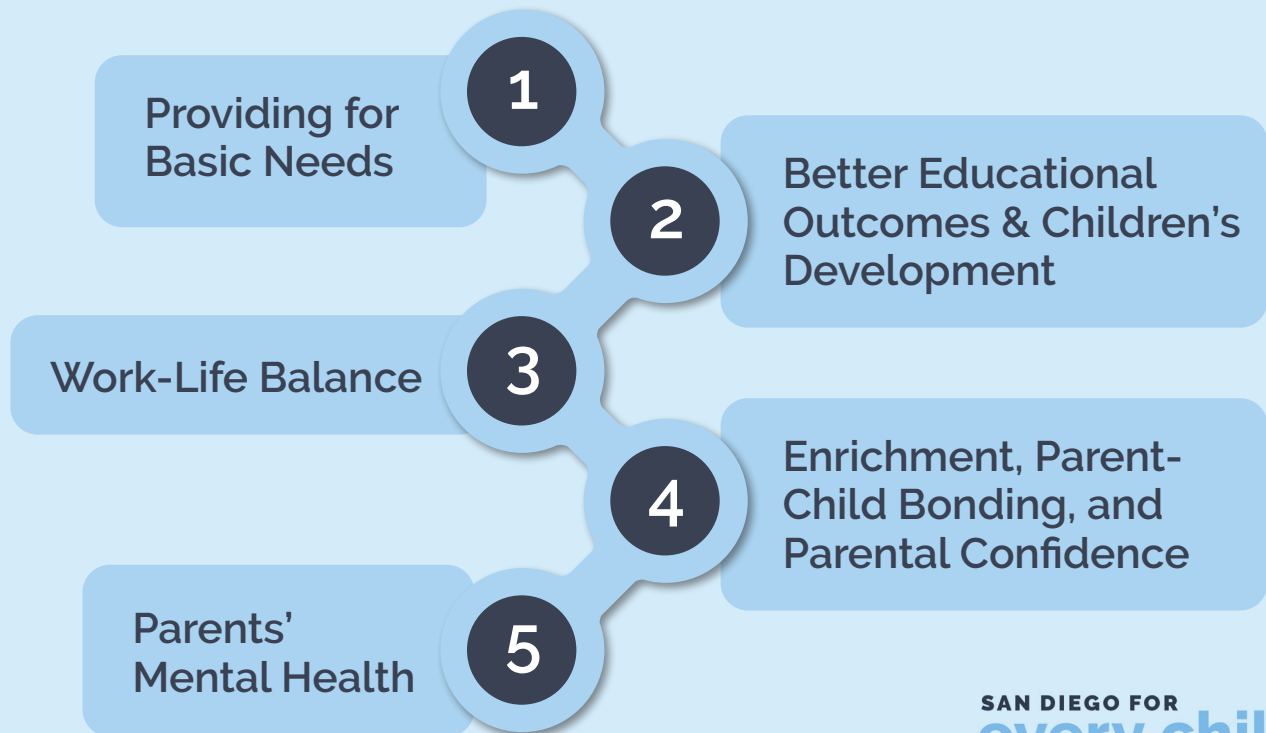 1
Providing for
Basic Needs
2
Better Educational
Outcomes & Children’s
Development
3
Work-Life Balance
4
Enrichment, Parent-
Child Bonding, and
Parental Confidence
5
Parents’
Mental Health
SAN DIEGO FOR
every